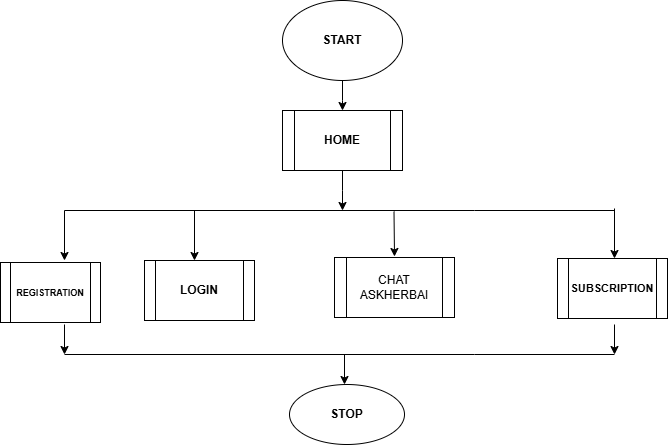 START
HOME
REGISTRATION
LOGIN
CHAT
ASKHERBAI
SUBSCRIPTION
STOP